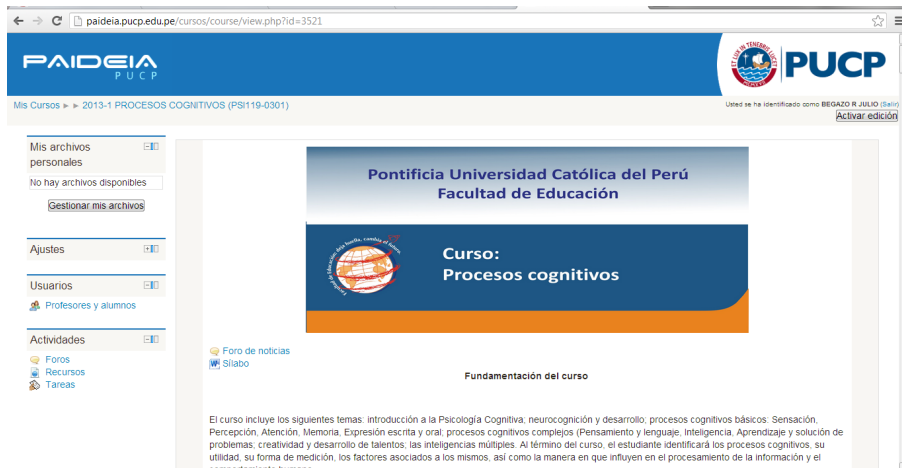 paideia.pucp.edu.pe/cursos/course/view.php?id=3521
PAIDEIA
PUCP
ET LUX IN TENEBRIS LUCET
MCMXVII
PUCP
Mis Cursos ► ► 2013-1 PROCESOS COGNITIVOS (PSI119-0301)
Usted se ha identificado como BEGAZO R JULIO (Salir)
Activar edición
Mis archivos
personales
No hay archivos disponibles
Gestionar mis archivos
Ajustes
Usuarios
Profesores y alumnos
Actividades
Foros
Recursos
Tareas
Pontificia Universidad Católica del Perú
Facultad de Educación
Curso:
Procesos cognitivos
Foro de noticias
Sílabo
Fundamentación del curso
El curso incluye los siguientes temas: introducción a la Psicología Cognitiva; neurocognición y desarrollo; procesos cognitivos básicos: Sensación,
Percepción, Atención, Memoria, Expresión escrita y oral; procesos cognitivos complejos (Pensamiento y lenguaje, Inteligencia, Aprendizaje y solución de
problemas; creatividad y desarrollo de talentos; las inteligencias múltiples. Al término del curso, el estudiante identificará los procesos cognitivos, su
utilidad, su forma de medición, los factores asociados a los mismos, así como la manera en que influyen en el procesamiento de la información y el